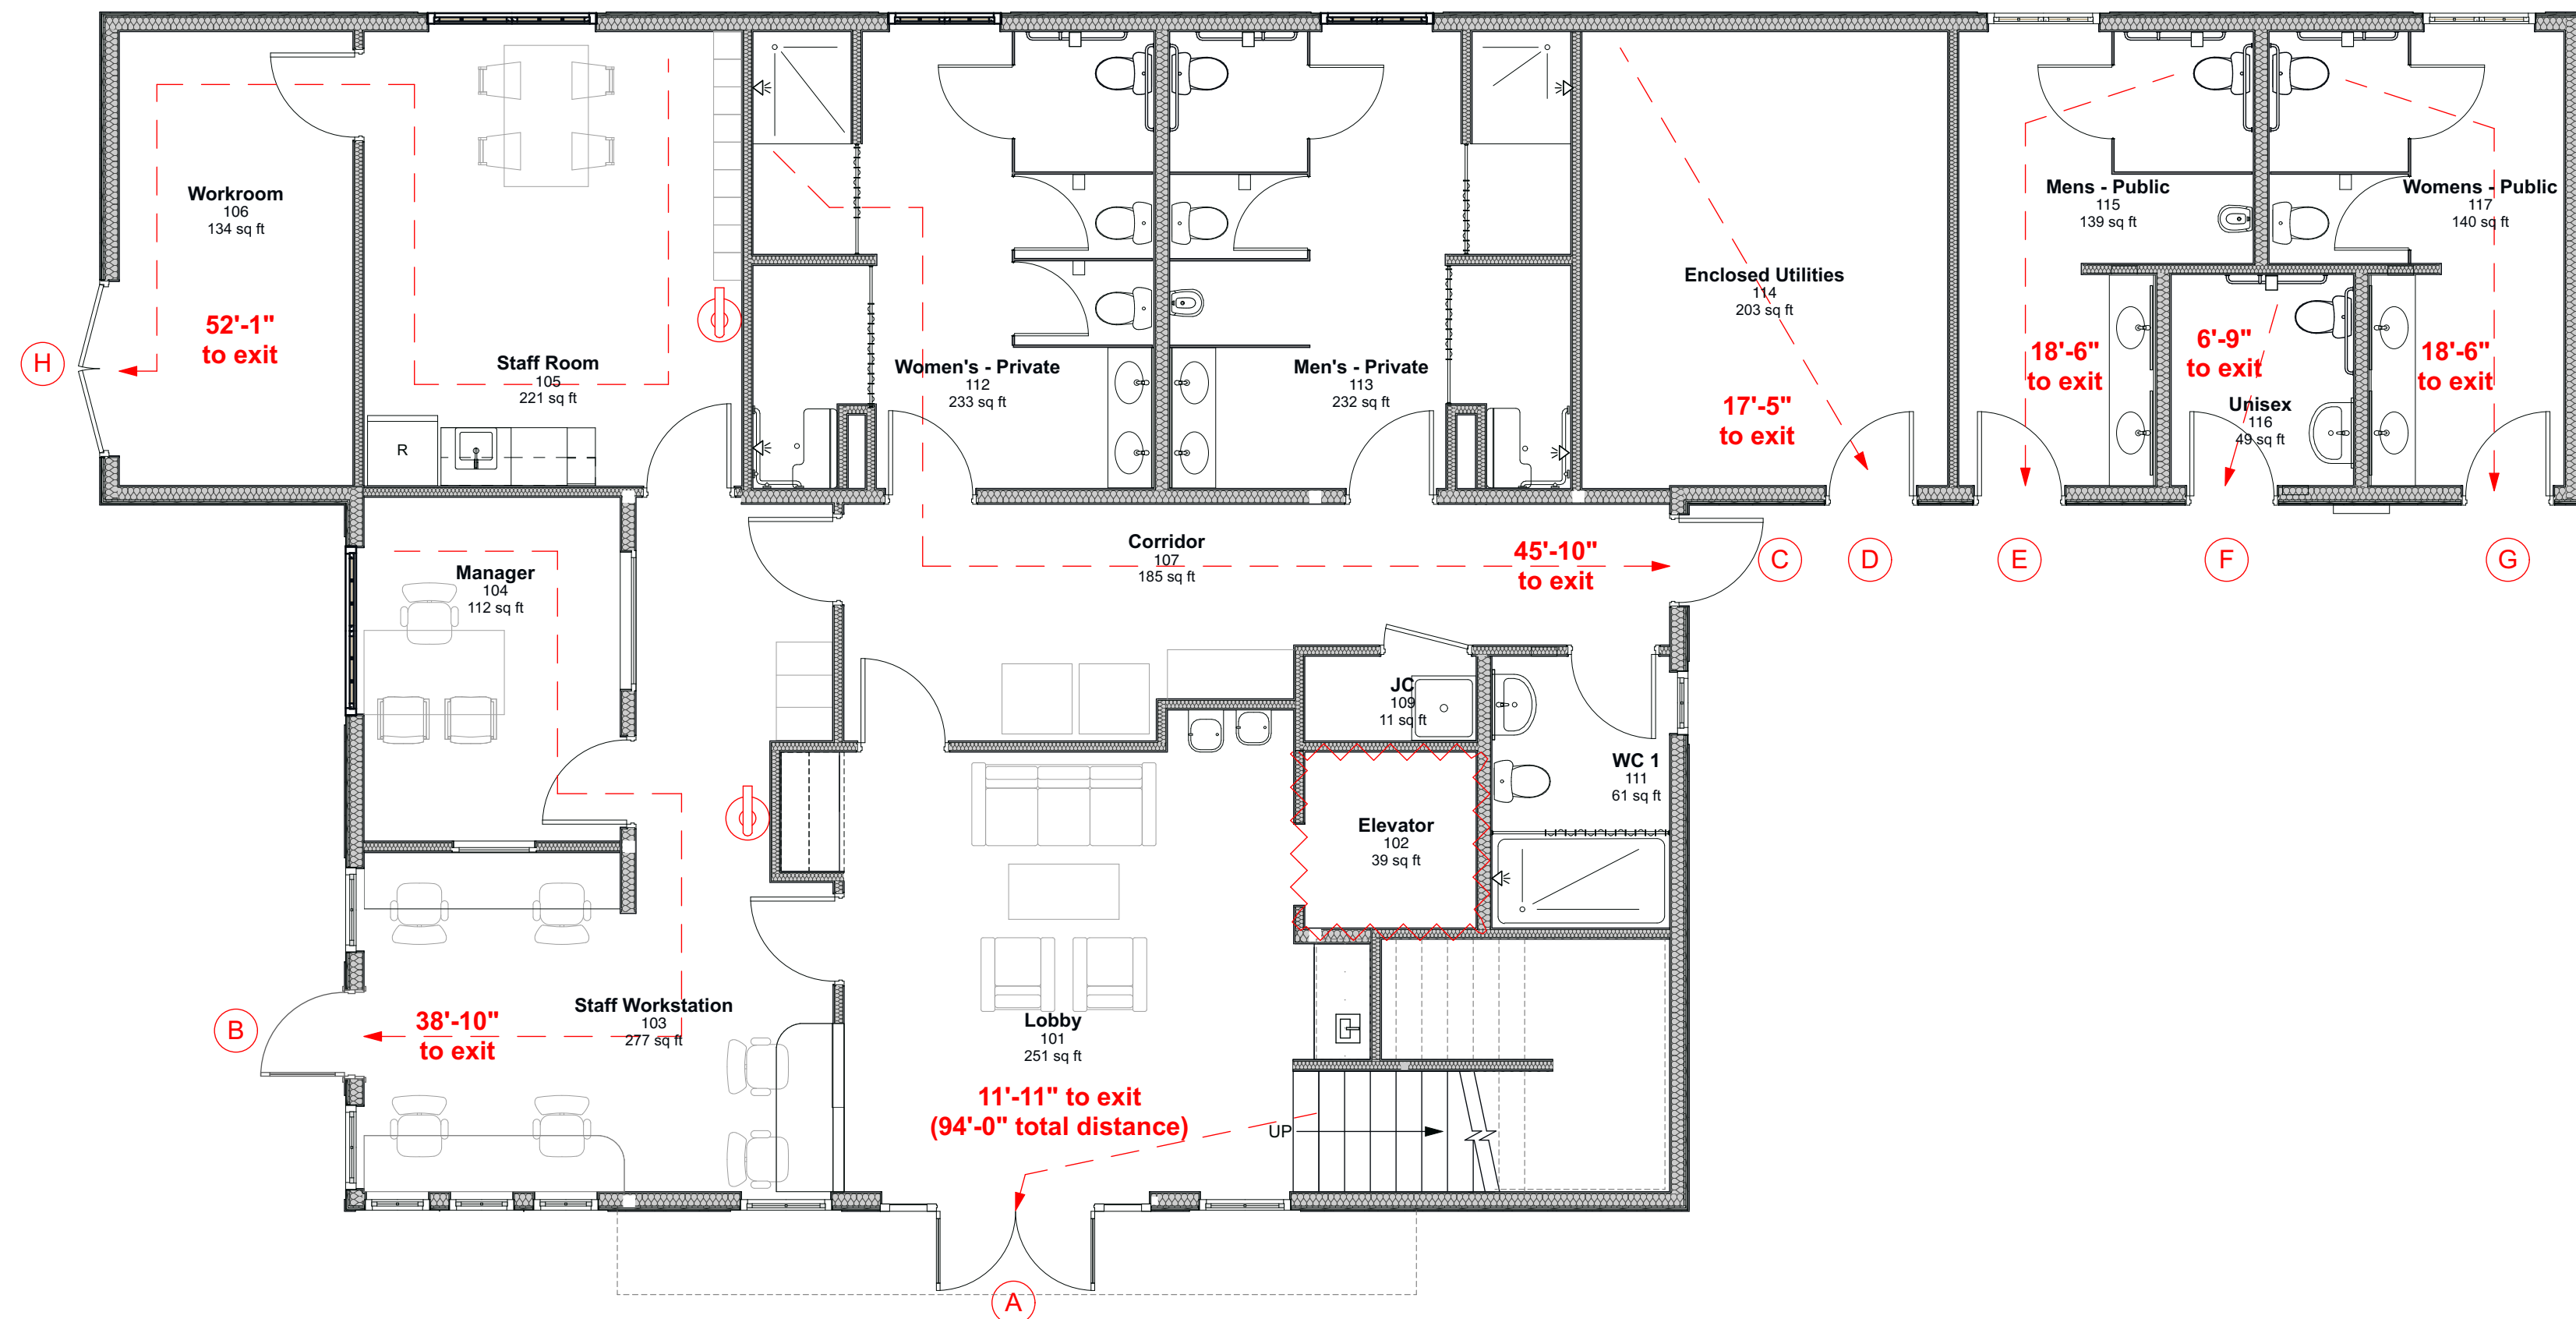 Workroom
106
134 sq ft
52'-1"
to exit
H
Staff Room
105
221 sq ft
R
Women's - Private
112
233 sq ft
Men's - Private
113
232 sq ft
Enclosed Utilities
114
203 sq ft
17'-5"
to exit
Mens - Public
115
139 sq ft
18'-6"
to exit
6'-9"
to exit
Unisex
116
49 sq ft
Womens - Public
117
140 sq ft
18'-6"
to exit
Corridor
107
185 sq ft
45'-10"
to exit
C
D
E
F
G
Manager
104
112 sq ft
JC
109
11 sq ft
WC 1
111
61 sq ft
Elevator
102
39 sq ft
B
38'-10"
to exit
Staff Workstation
103
277 sq ft
Lobby
101
251 sq ft
11'-11" to exit
(94'-0" total distance)
UP
A